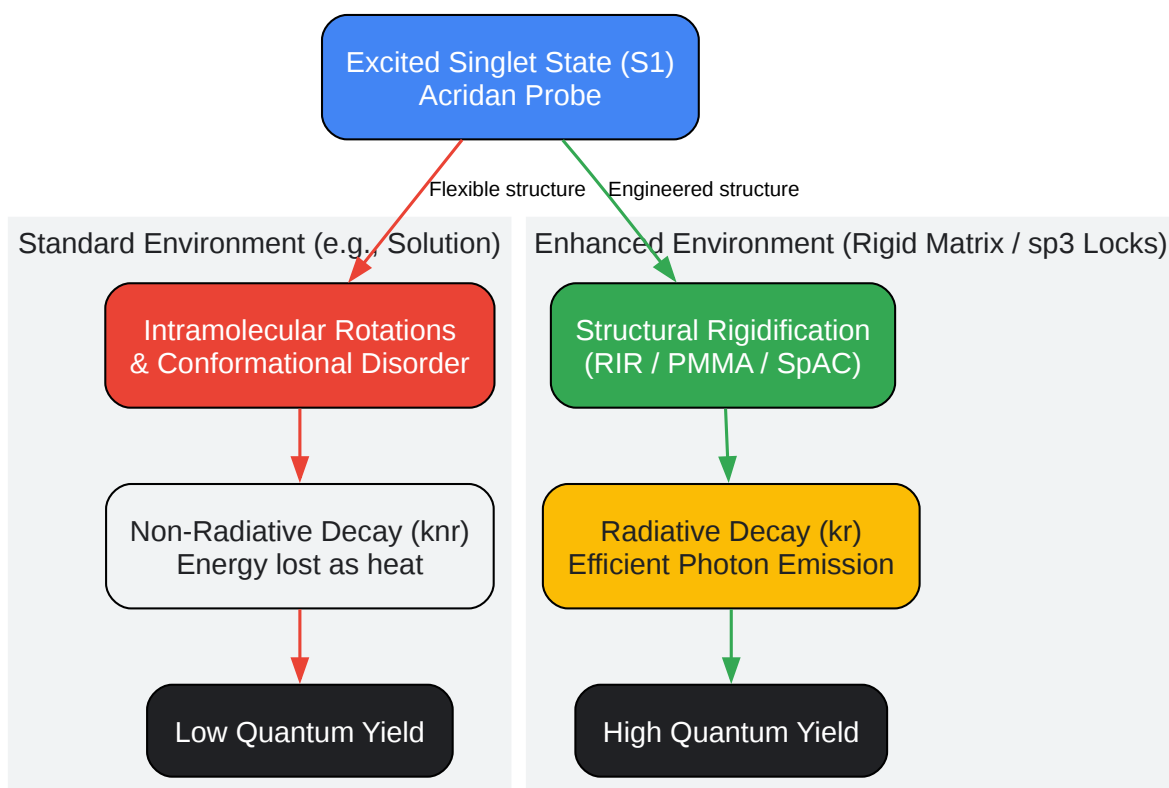 Excited Singlet State (S1)
Acridan Probe
Flexible structure
Engineered structure
Standard Environment (e.g., Solution)
Enhanced Environment (Rigid Matrix / sp3 Locks)
Intramolecular Rotations
& Conformational Disorder
Structural Rigidification
(RIR / PMMA / SpAC)
Non-Radiative Decay (knr)
Energy lost as heat
Radiative Decay (kr)
Efficient Photon Emission
Low Quantum Yield
High Quantum Yield